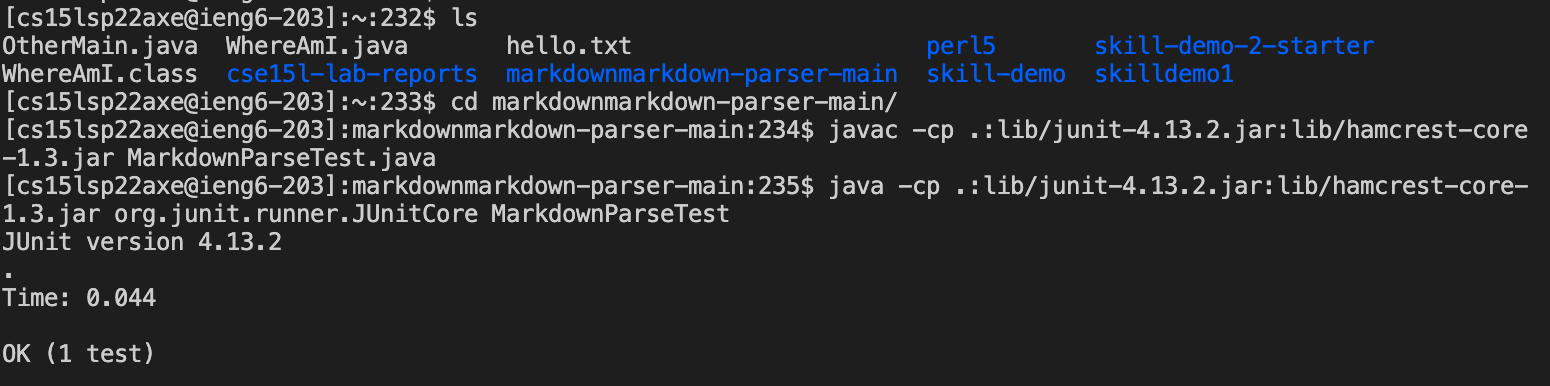 [cs15lsp22axe@ieng6-203]:~:232$ ls
OtherMain.java  WhereAmI.java       hello.txt                     perl5       skill-demo-2-starter
WhereAmI.class  cse15l-lab-reports  markdownmarkdown-parser-main  skill-demo  skilldemo1
[cs15lsp22axe@ieng6-203]:~:233$ cd markdownmarkdown-parser-main/
[cs15lsp22axe@ieng6-203]:markdownmarkdown-parser-main:234$ javac -cp .:lib/junit-4.13.2.jar:lib/hamcrest-core
-1.3.jar MarkdownParseTest.java
[cs15lsp22axe@ieng6-203]:markdownmarkdown-parser-main:235$ java -cp .:lib/junit-4.13.2.jar:lib/hamcrest-core-
1.3.jar org.junit.runner.JUnitCore MarkdownParseTest
JUnit version 4.13.2
.
Time: 0.044

OK (1 test)